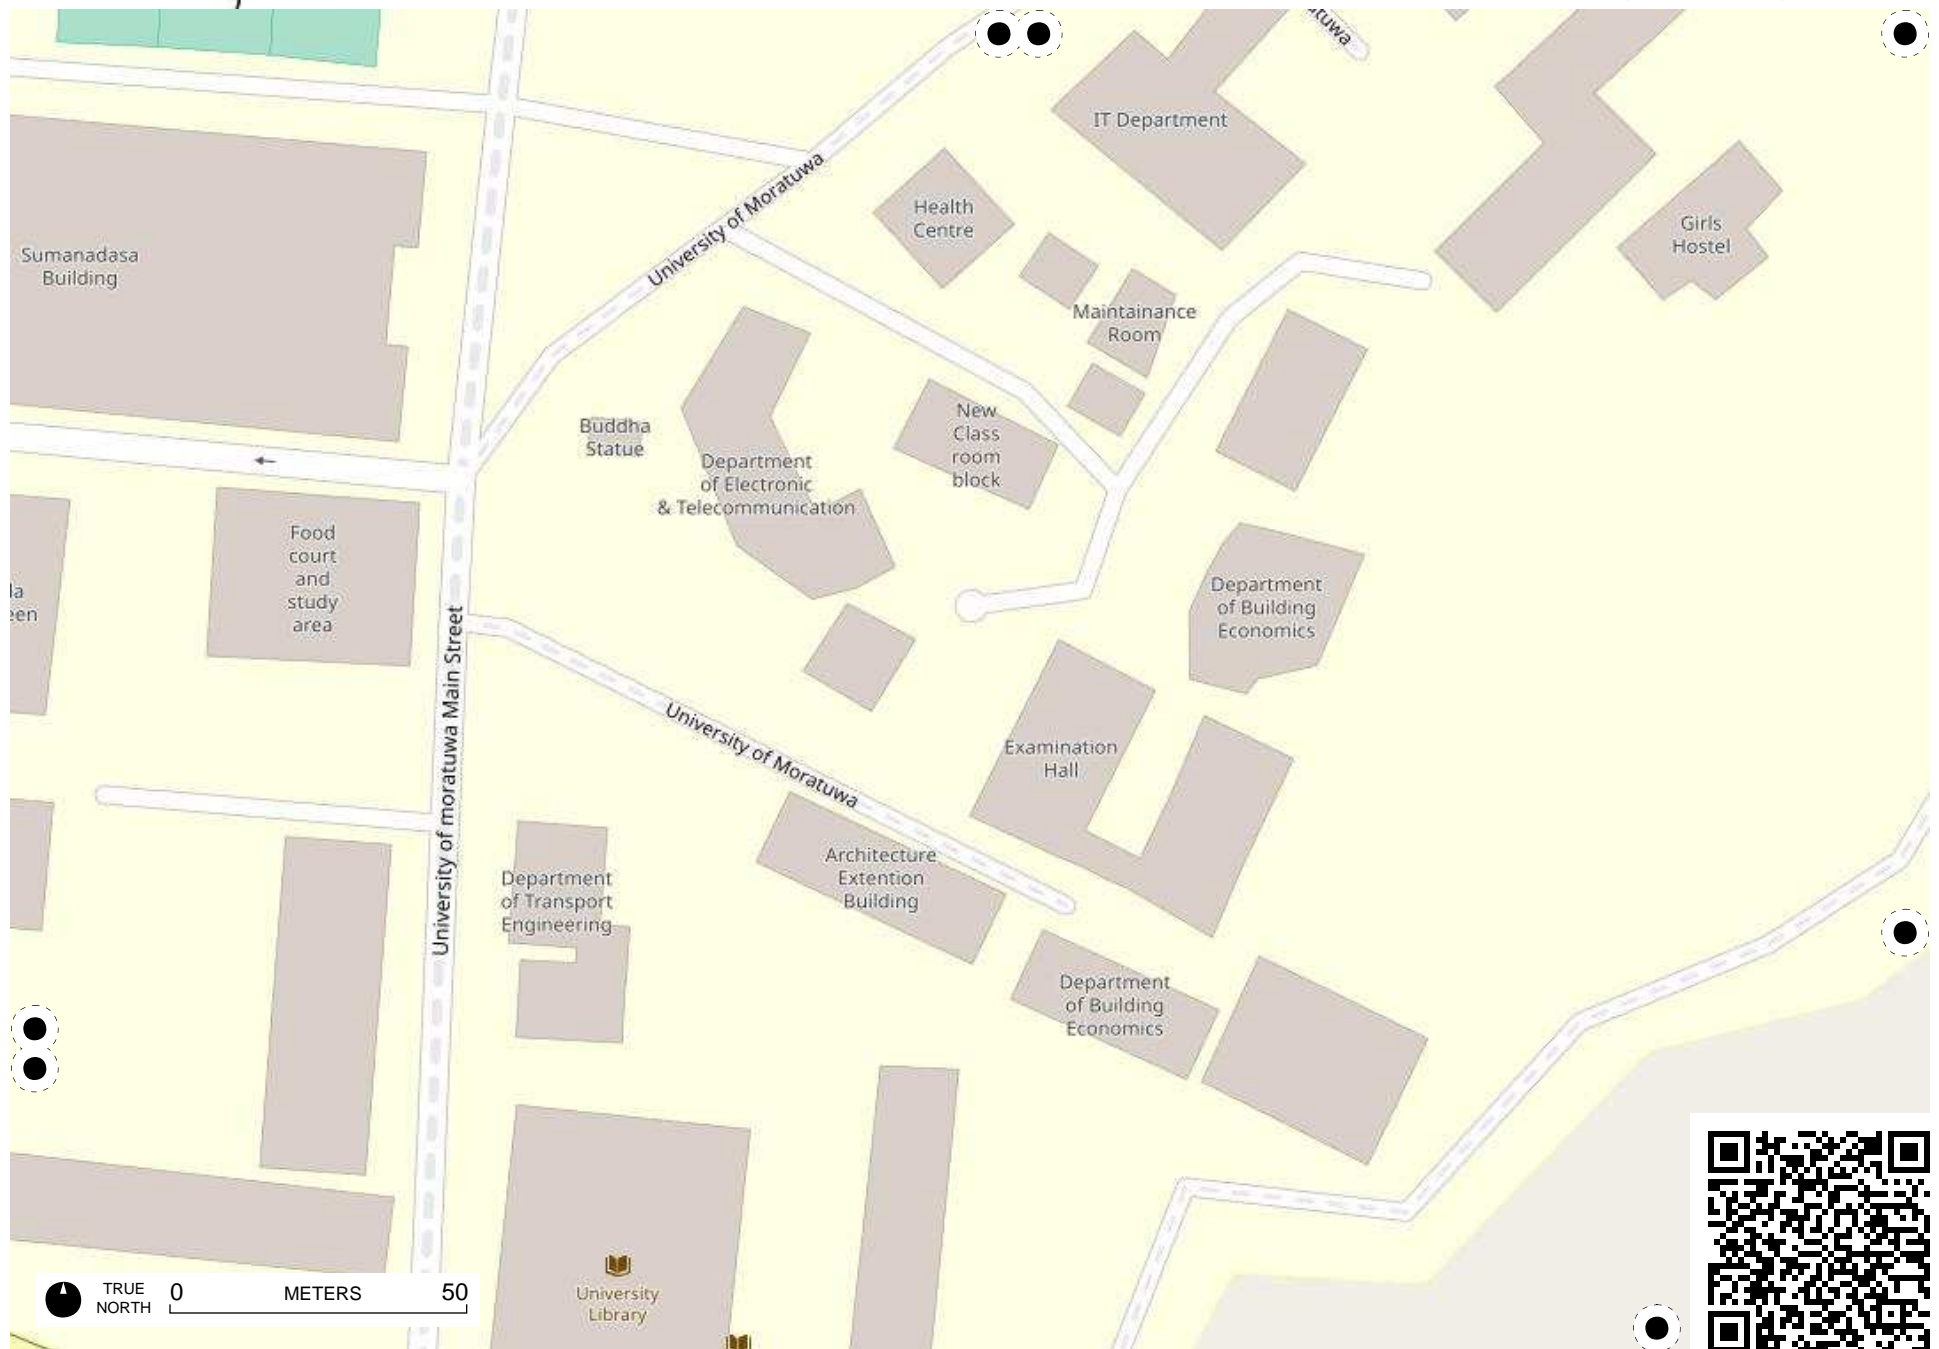 IT Department
University of Moratuwa
Health
Centre
Girls
Hostel
Sumanadasa
Building
Maintainance
Room
Buddha
Statue
New
Class
room
block
Department
of Electronic
& Telecommunication
Food
court
and
study
area
Department
of Building
Economics
University of moratuwa Main Street
University of Moratuwa
Examination
Hall
Architecture
Extention
Building
Department
of Transport
Engineering
Department
of Building
Economics
University
Library
TRUE
NORTH
0 METERS 50